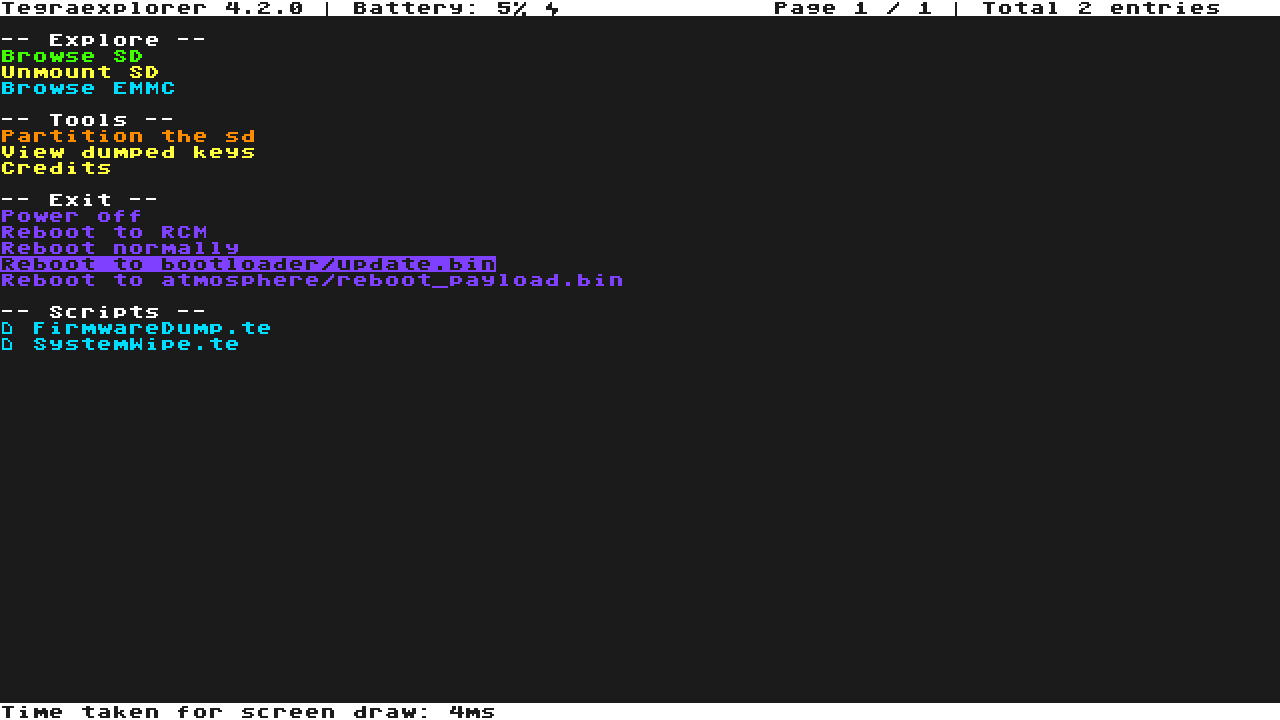 Tegraexplorer 4.2.0 | Battery: 5% ϟ Page 1 / 1 | Total 2 entries
-- Explore --
Browse SD
Unmount SD
Browse EMMC
-- Tools --
Partition the sd
View dumped keys
Credits
-- Exit --
Power off
Reboot to RCM
Reboot normally
Reboot to bootloader/update.bin
Reboot to atmosphere/reboot_payload.bin
-- Scripts --
FirmwareDump.te
SystemWipe.te
Time taken for screen draw: 4ms